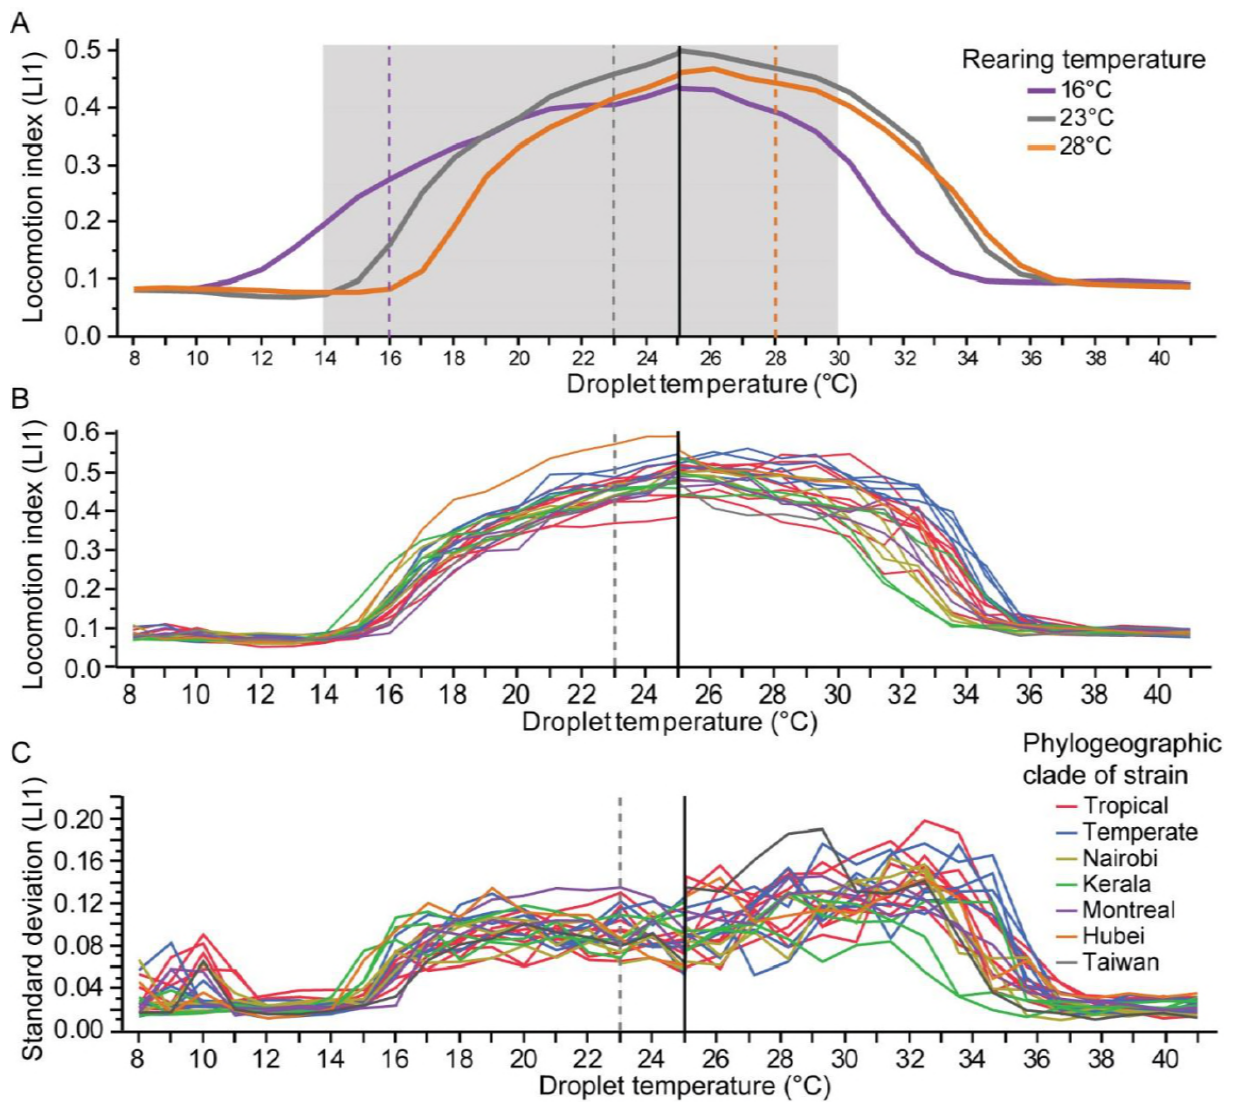 A
Locomotion index (LI1)
0.5
0.4
0.3
0.2
0.1
0.0
8 10 12 14 16 18 20 22 24 26 28 30 32 34 36 38 40
Droplet temperature (°C)
Rearing temperature
16°C
23°C
28°C
B
Locomotion index (LI1)
0.6
0.5
0.4
0.3
0.2
0.1
0.0
8 10 12 14 16 18 20 22 24 26 28 30 32 34 36 38 40
Droplet temperature (°C)
C
Standard deviation (LI1)
0.20
0.16
0.12
0.08
0.04
0.00
8 10 12 14 16 18 20 22 24 26 28 30 32 34 36 38 40
Droplet temperature (°C)
Phylogeographic
clade of strain
Tropical
Temperate
Nairobi
Kerala
Montreal
Hubei
Taiwan